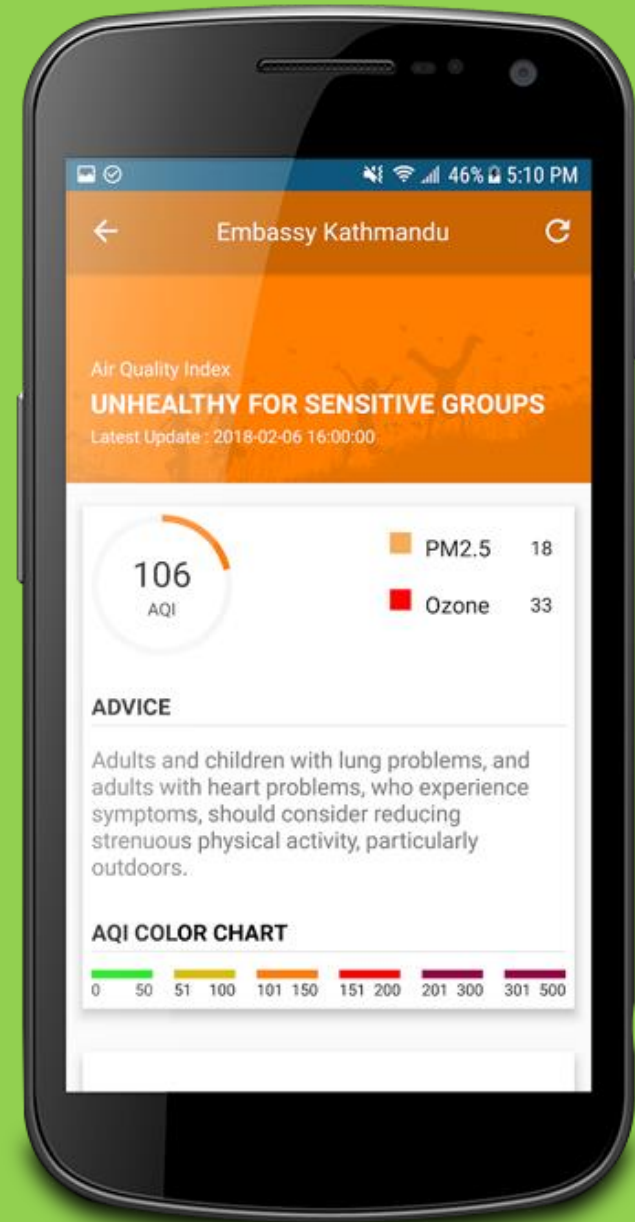 46% 5:10 PM
Embassy Kathmandu
Air Quality Index
UNHEALTHY FOR SENSITIVE GROUPS
Latest Update : 2018-02-06 16:00:00
106
AQI
PM2.5 18
Ozone 33
ADVICE
Adults and children with lung problems, and
adults with heart problems, who experience
symptoms, should consider reducing
strenuous physical activity, particularly
outdoors.
AQI COLOR CHART
0 50 51 100 101 150 151 200 201 300 301 500